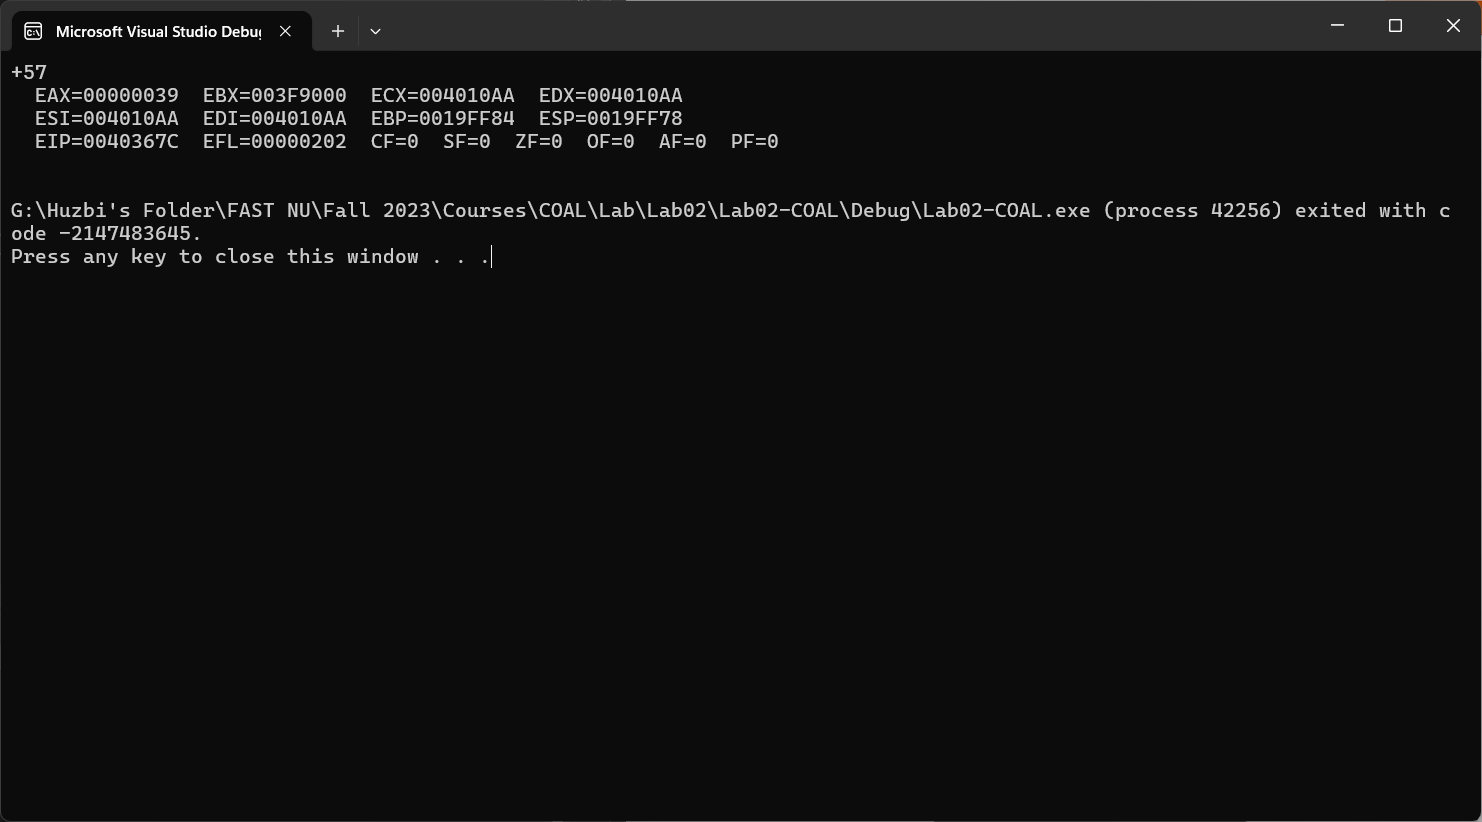 Microsoft Visual Studio Debu
+57
EAX=00000039 EBX=003F9000 ECX=004010AA EDX=004010AA
ESI=004010AA EDI=004010AA EBP=0019FF84 ESP=0019FF78
EIP=0040367C EFL=00000202 CF=0 SF=0 ZF=0 OF=0 AF=0 PF=0
G:\Huzbi's Folder\FAST NU\Fall 2023\Courses\COAL\Lab\Lab02\Lab02-COAL\Debug\Lab02-COAL.exe (process 42256) exited with c
ode -2147483645.
Press any key to close this window . . .